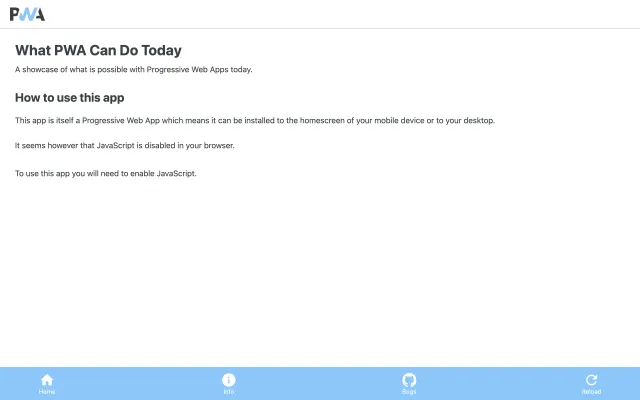 PWA
What PWA Can Do Today
A showcase of what is possible with Progressive Web Apps today.
How to use this app
This app is itself a Progressive Web App which means it can be installed to the homescreen of your mobile device or to your desktop.
It seems however that JavaScript is disabled in your browser.
To use this app you will need to enable JavaScript.
Home
Info
Bugs
Reload